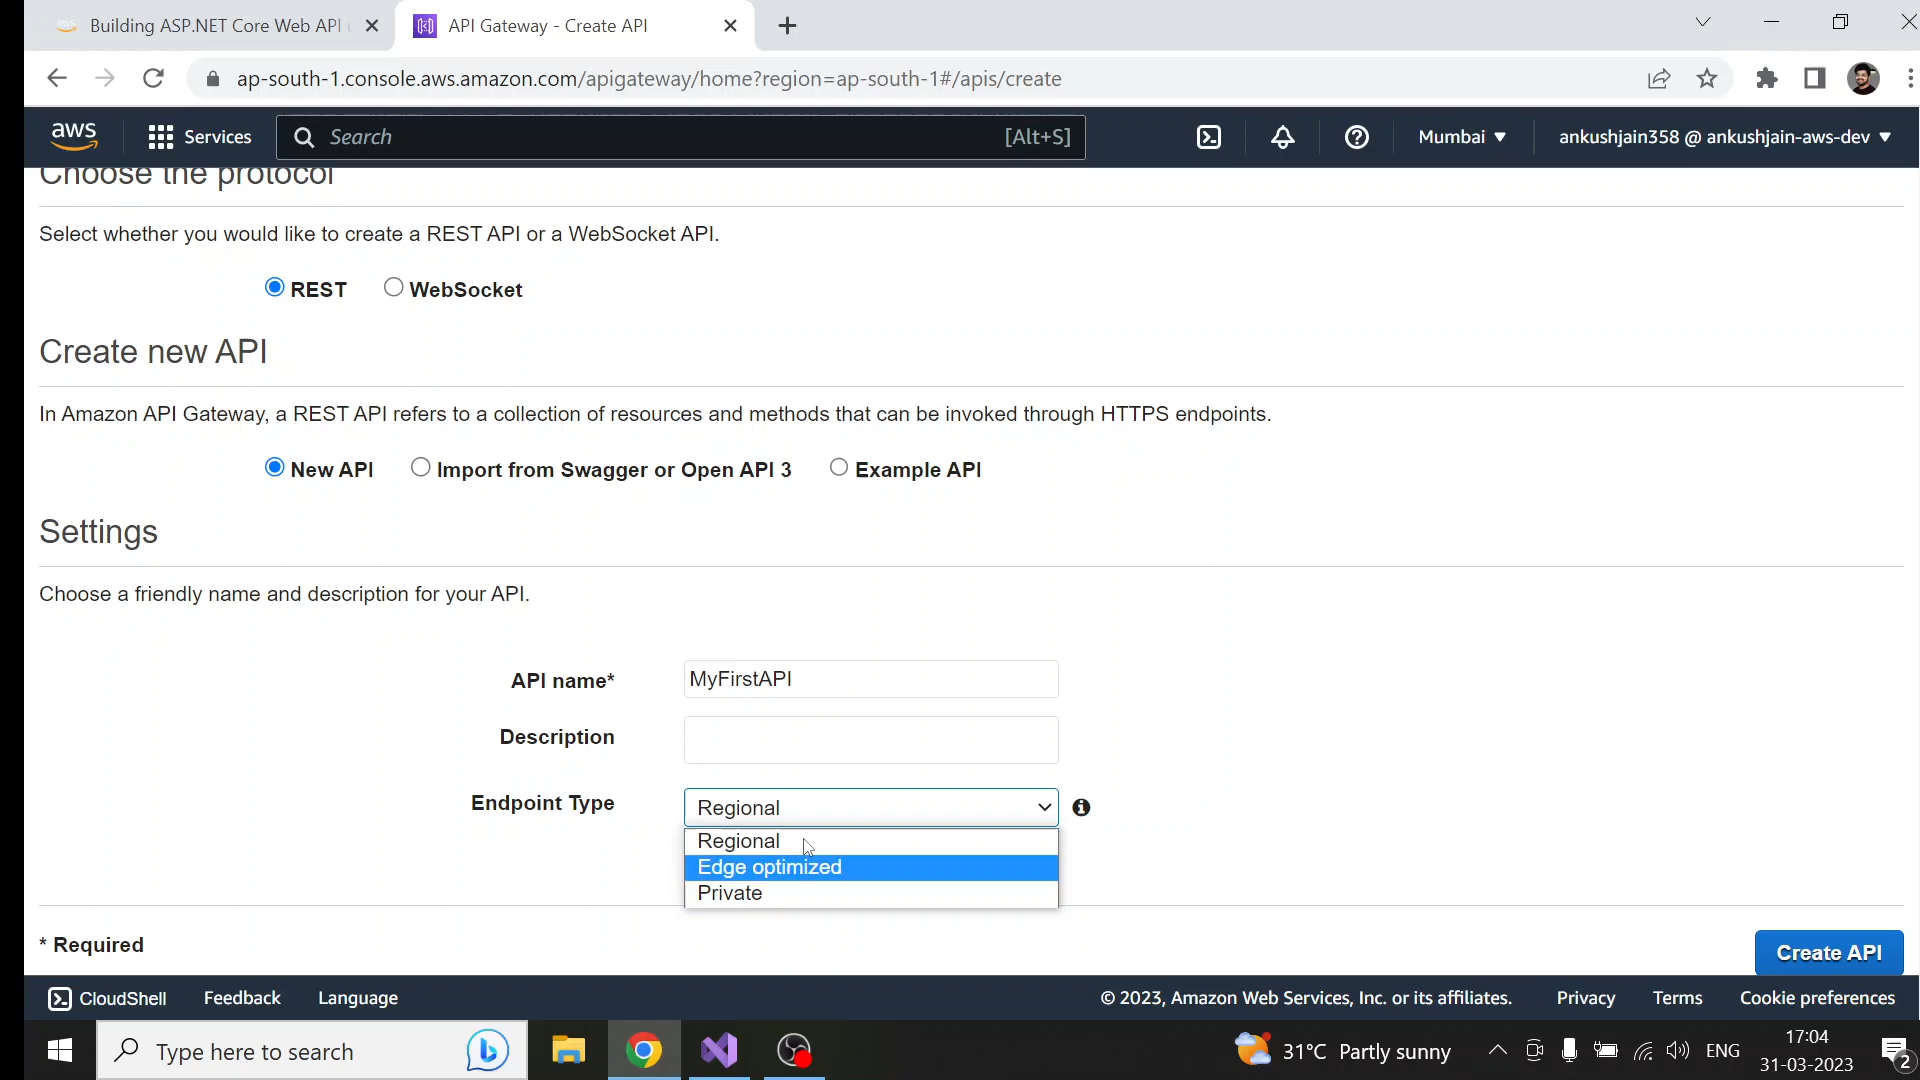 Building ASP.NET Core Web API
API Gateway - Create API
ap-south-1.console.aws.amazon.com/apigateway/home?region=ap-south-1#/apis/create
aws
Services
Search
[Alt+S]
Mumbai
ankushjain358 @ ankushjain-aws-dev
Choose the protocol
Select whether you would like to create a REST API or a WebSocket API.
REST
WebSocket
Create new API
In Amazon API Gateway, a REST API refers to a collection of resources and methods that can be invoked through HTTPS endpoints.
New API
Import from Swagger or Open API 3
Example API
Settings
Choose a friendly name and description for your API.
API name*
MyFirstAPI
Description
Endpoint Type
Regional
Regional
Edge optimized
Private
* Required
Create API
CloudShell
Feedback
Language
© 2023, Amazon Web Services, Inc. or its affiliates.
Privacy
Terms
Cookie preferences
Type here to search
31°C Partly sunny
ENG
17:04
31-03-2023
2